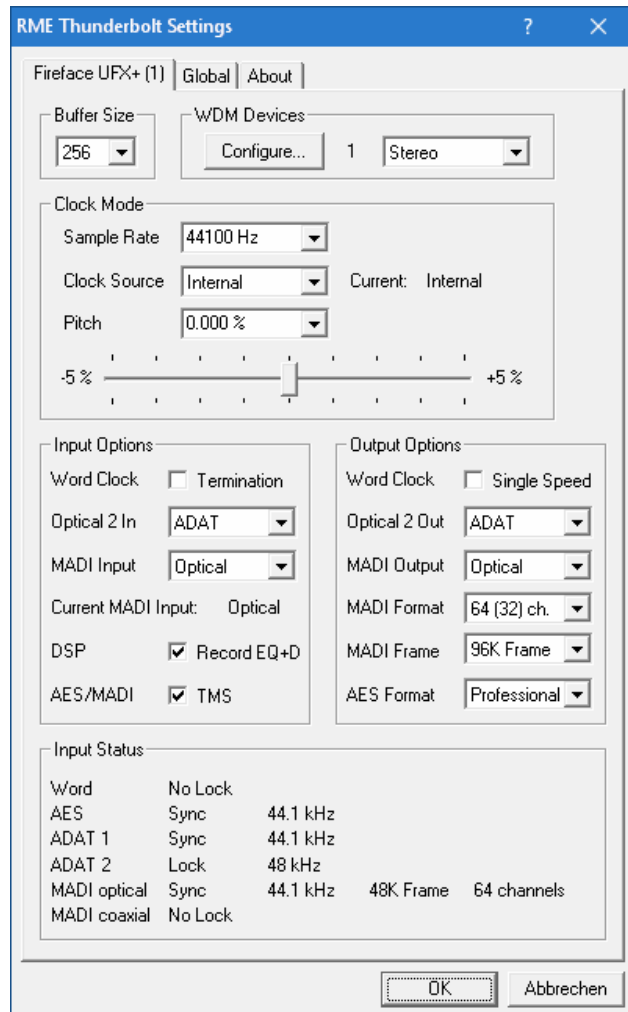 RME Thunderbolt Settings ? ×
Fireface UFX+ (1) Global About
Buffer Size
256
WDM Devices
Configure... 1 Stereo
Clock Mode
Sample Rate 44100 Hz
Clock Source Internal Current: Internal
Pitch 0.000 %
-5 % +5 %
Input Options
Word Clock Termination
Optical 2 In ADAT
MADI Input Optical
Current MADI Input: Optical
DSP Record EQ+D
AES/MADI TMS
Output Options
Word Clock Single Speed
Optical 2 Out ADAT
MADI Output Optical
MADI Format 64 (32) ch.
MADI Frame 96K Frame
AES Format Professional
Input Status
Word No Lock
AES Sync 44.1 kHz
ADAT 1 Sync 44.1 kHz
ADAT 2 Lock 48 kHz
MADI optical Sync 44.1 kHz 48K Frame 64 channels
MADI coaxial No Lock
OK Abbrechen